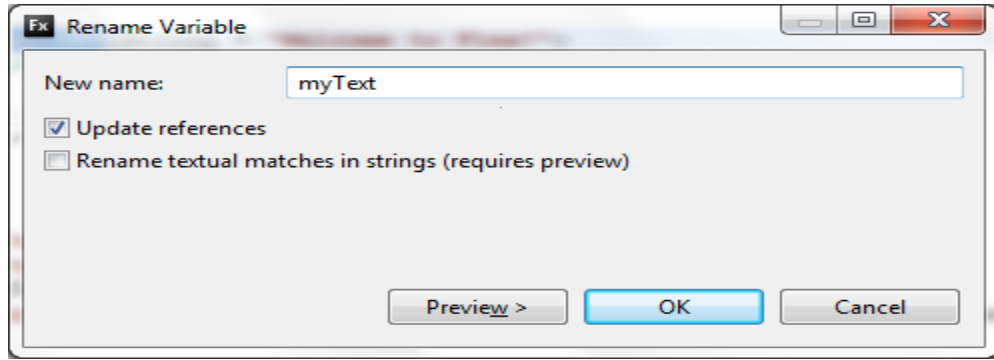 Fx Rename Variable
New name: myText
Update references
Rename textual matches in strings (requires preview)
Preview > OK Cancel